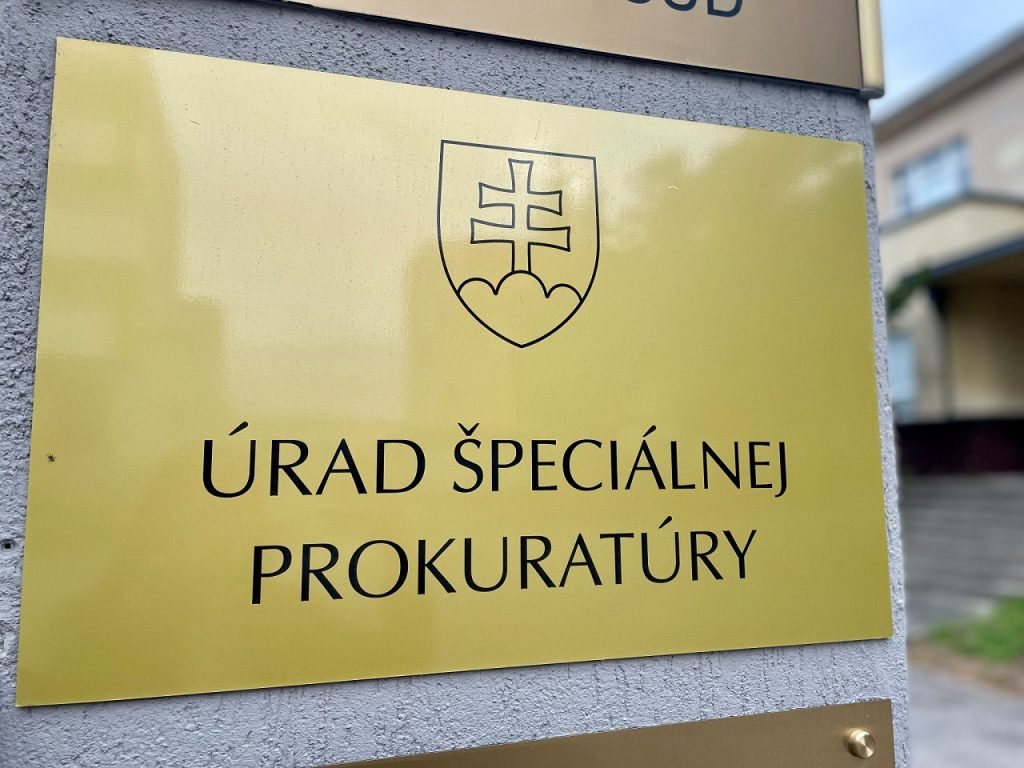 ÚRAD ŠPECIÁLNEJ
PROKURATÚRY